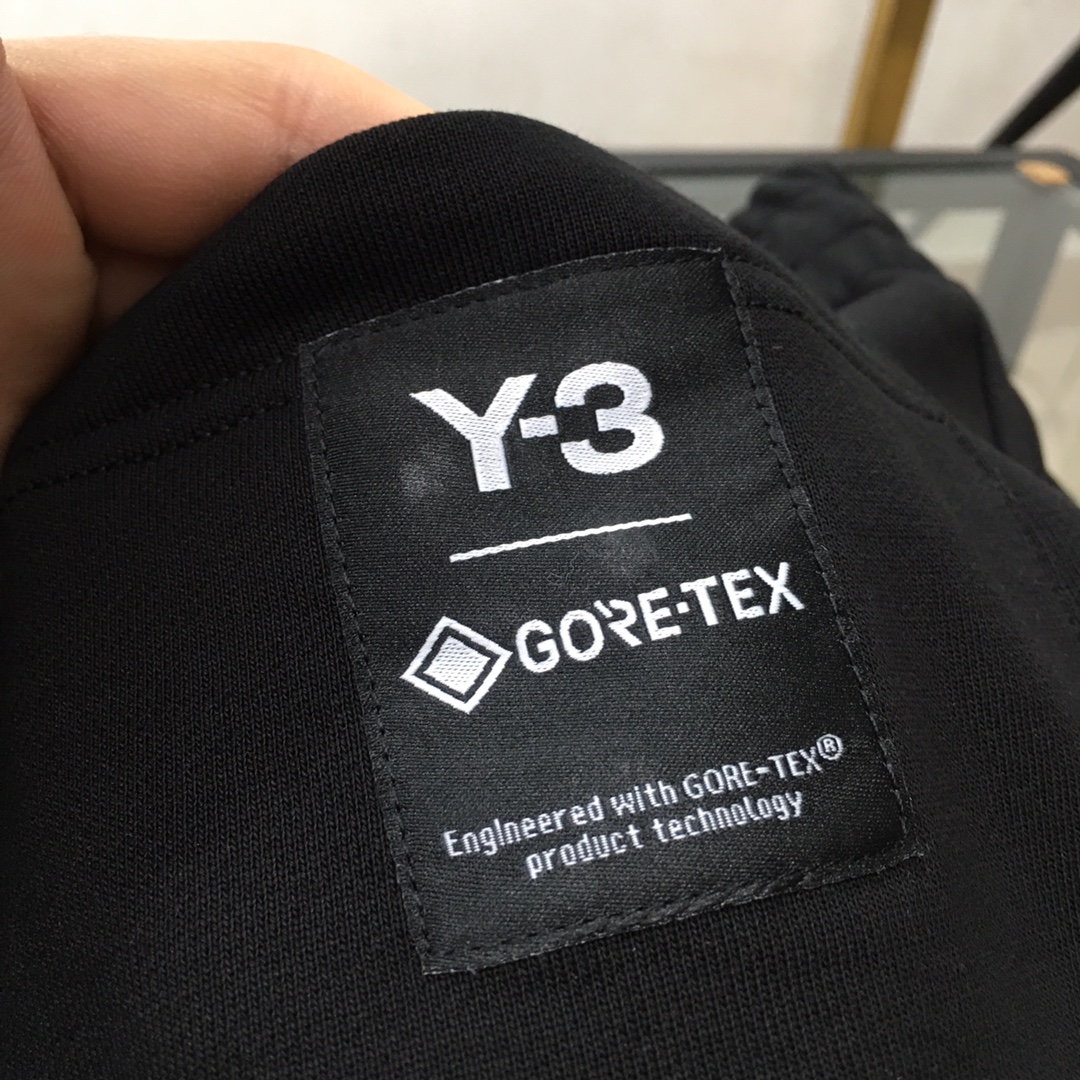 Y-3
GORE-TEX
Engineered with GORE-TEX®
product technology